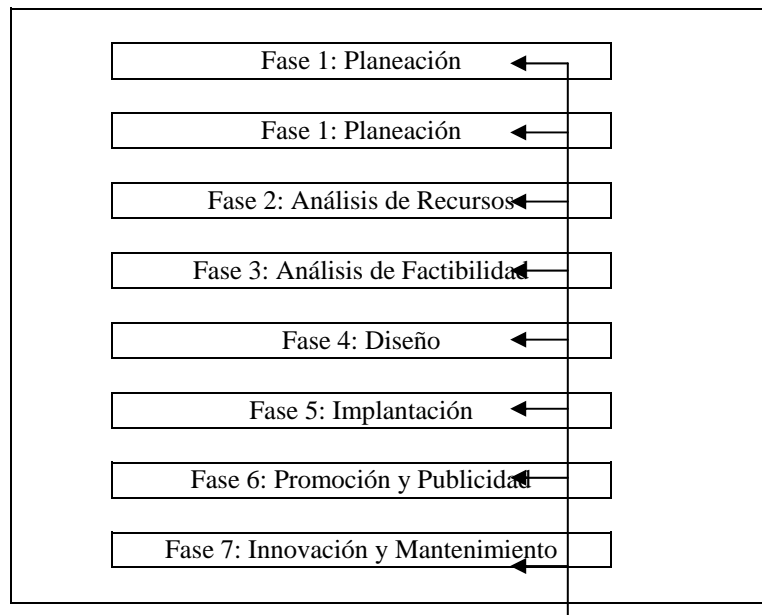 Fase 1: Planeación
Fase 1: Planeación
Fase 2: Análisis de Recursos
Fase 3: Análisis de Factibilidad
Fase 4: Diseño
Fase 5: Implantación
Fase 6: Promoción y Publicidad
Fase 7: Innovación y Mantenimiento